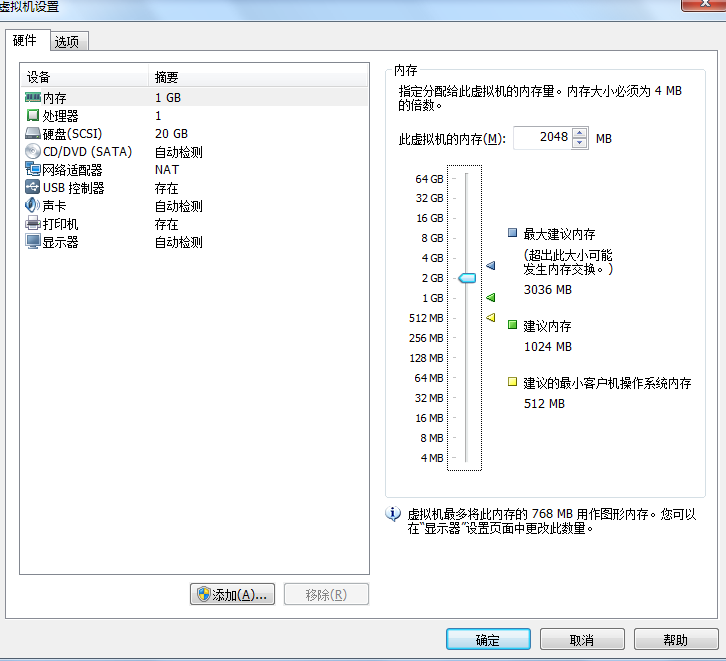 虚拟机设置
硬件 选项
设备 摘要
内存 1 GB
处理器 1
硬盘(SCSI) 20 GB
CD/DVD (SATA) 自动检测
网络适配器 NAT
USB 控制器 存在
声卡 自动检测
打印机 存在
显示器 自动检测
添加(A)... 移除(R)
内存
指定分配给此虚拟机的内存量。内存大小必须为 4 MB
的倍数。
此虚拟机的内存(M): 2048 MB
64 GB
32 GB
16 GB
8 GB
4 GB
2 GB
1 GB
512 MB
256 MB
128 MB
64 MB
32 MB
16 MB
8 MB
4 MB
最大建议内存
(超出此大小可能
发生内存交换。)
3036 MB
建议内存
1024 MB
建议的最小客户机操作系统内存
512 MB
虚拟机最多将此内存的 768 MB 用作图形内存。您可以
在"显示器"设置页面中更改此数量。
确定 取消 帮助